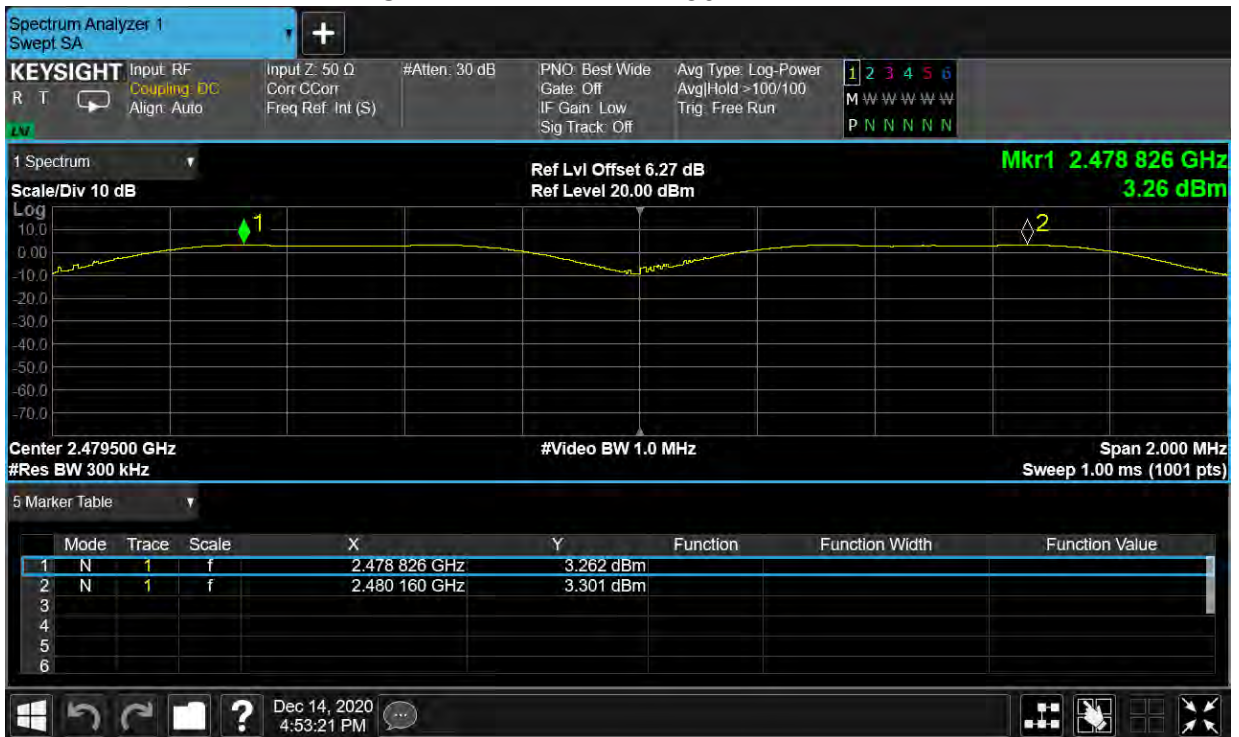 Spectrum Analyzer 1
Swept SA
+
KEYSIGHT
R T
LXI
Input: RF
Coupling: DC
Align: Auto
Input Z: 50 Ω
Corr CCorr
Freq Ref: Int (S)
#Atten: 30 dB
PNO: Best Wide
Gate: Off
IF Gain: Low
Sig Track: Off
Avg Type: Log-Power
Avg|Hold >100/100
Trig: Free Run
1 2 3 4 5 6
M W W W W W
P N N N N N
1 Spectrum
Scale/Div 10 dB
Ref Lvl Offset 6.27 dB
Ref Level 20.00 dBm
Mkr1 2.478 826 GHz
3.26 dBm
Log
10.0
0.00
-10.0
-20.0
-30.0
-40.0
-50.0
-60.0
-70.0
1
2
Center 2.479500 GHz
#Res BW 300 kHz
#Video BW 1.0 MHz
Span 2.000 MHz
Sweep 1.00 ms (1001 pts)
5 Marker Table
Mode Trace Scale X Y Function Function Width Function Value
1 N 1 f 2.478 826 GHz 3.262 dBm
2 N 1 f 2.480 160 GHz 3.301 dBm
3
4
5
6
?
Dec 14, 2020
4:53:21 PM